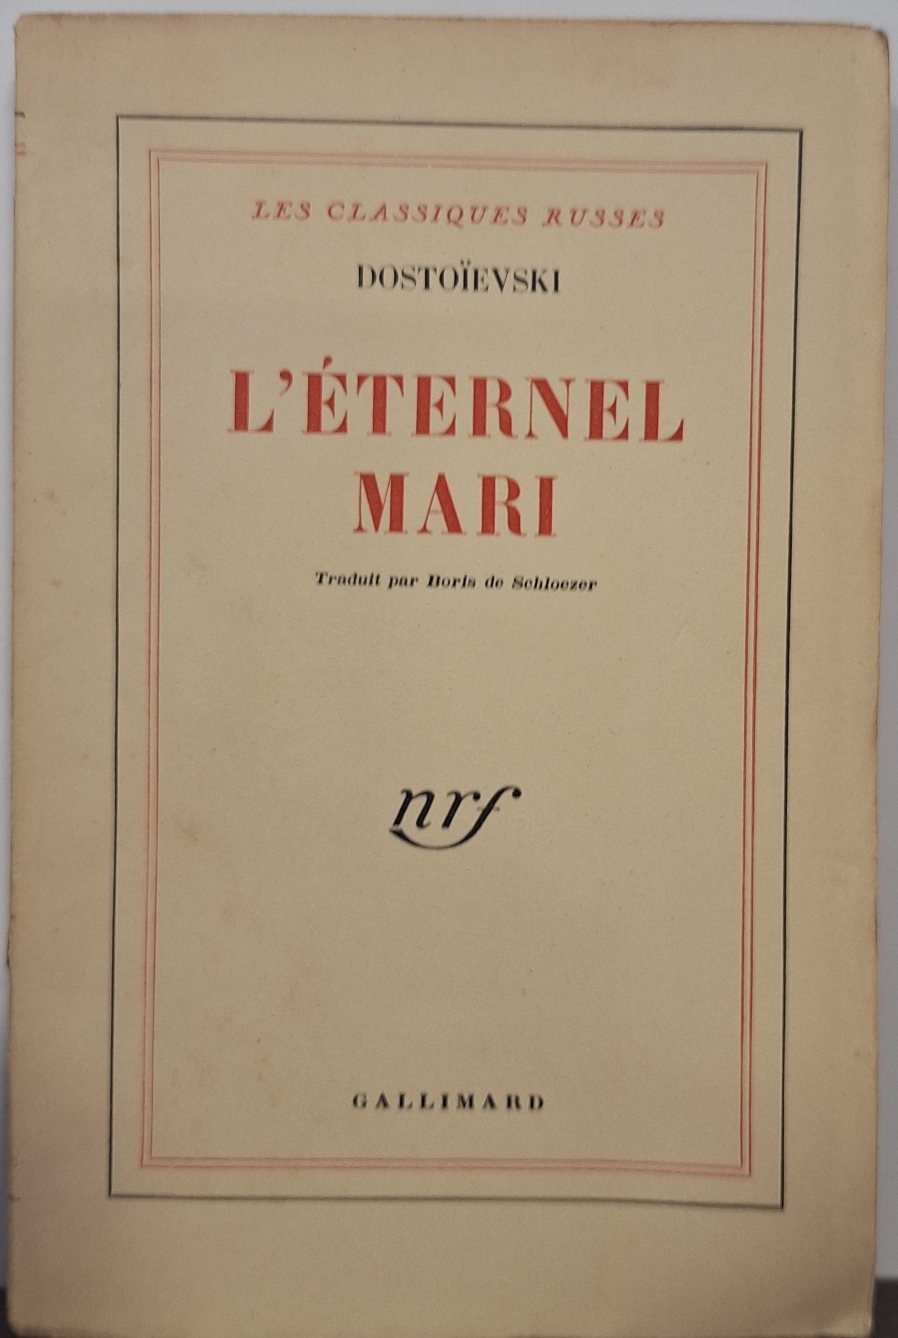 LES CLASSIQUES RUSSES
DOSTOÏEVSKI
L'ÉTERNEL
MARI
Traduit par Boris de Schloezer
nrf
GALLIMARD